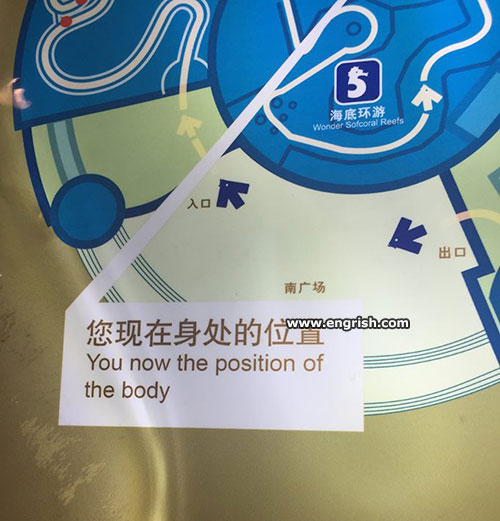 海底环游
Wonder Sofcoral Reefs
入口
出口
南广场
www.engrish.com
您现在身处的位置
You now the position of
the body